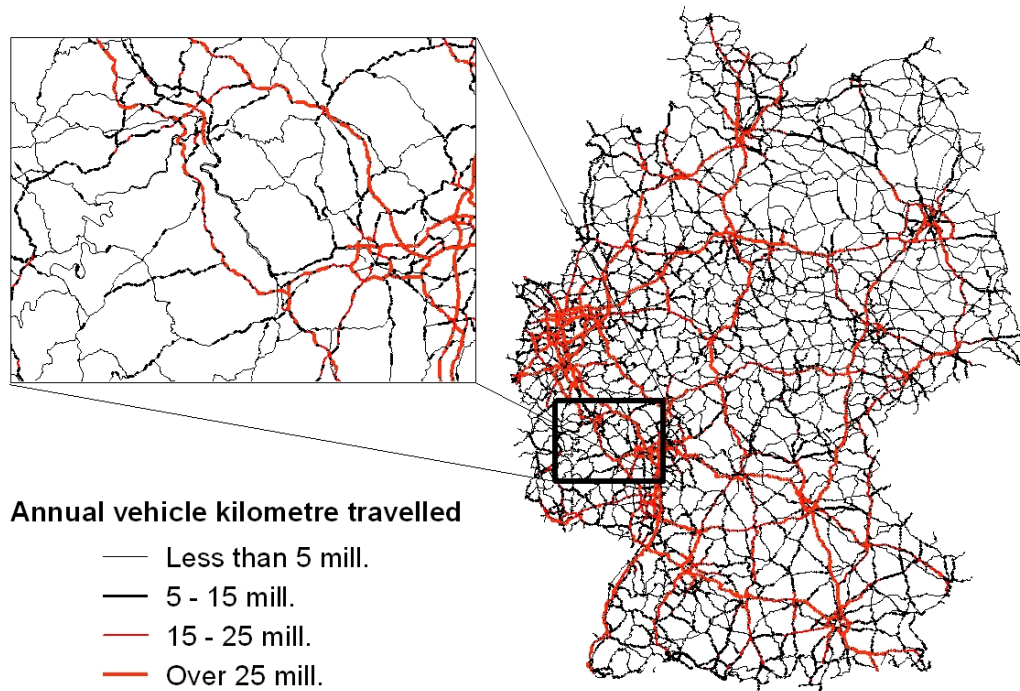 Annual vehicle kilometre travelled
Less than 5 mill.
5 - 15 mill.
15 - 25 mill.
Over 25 mill.